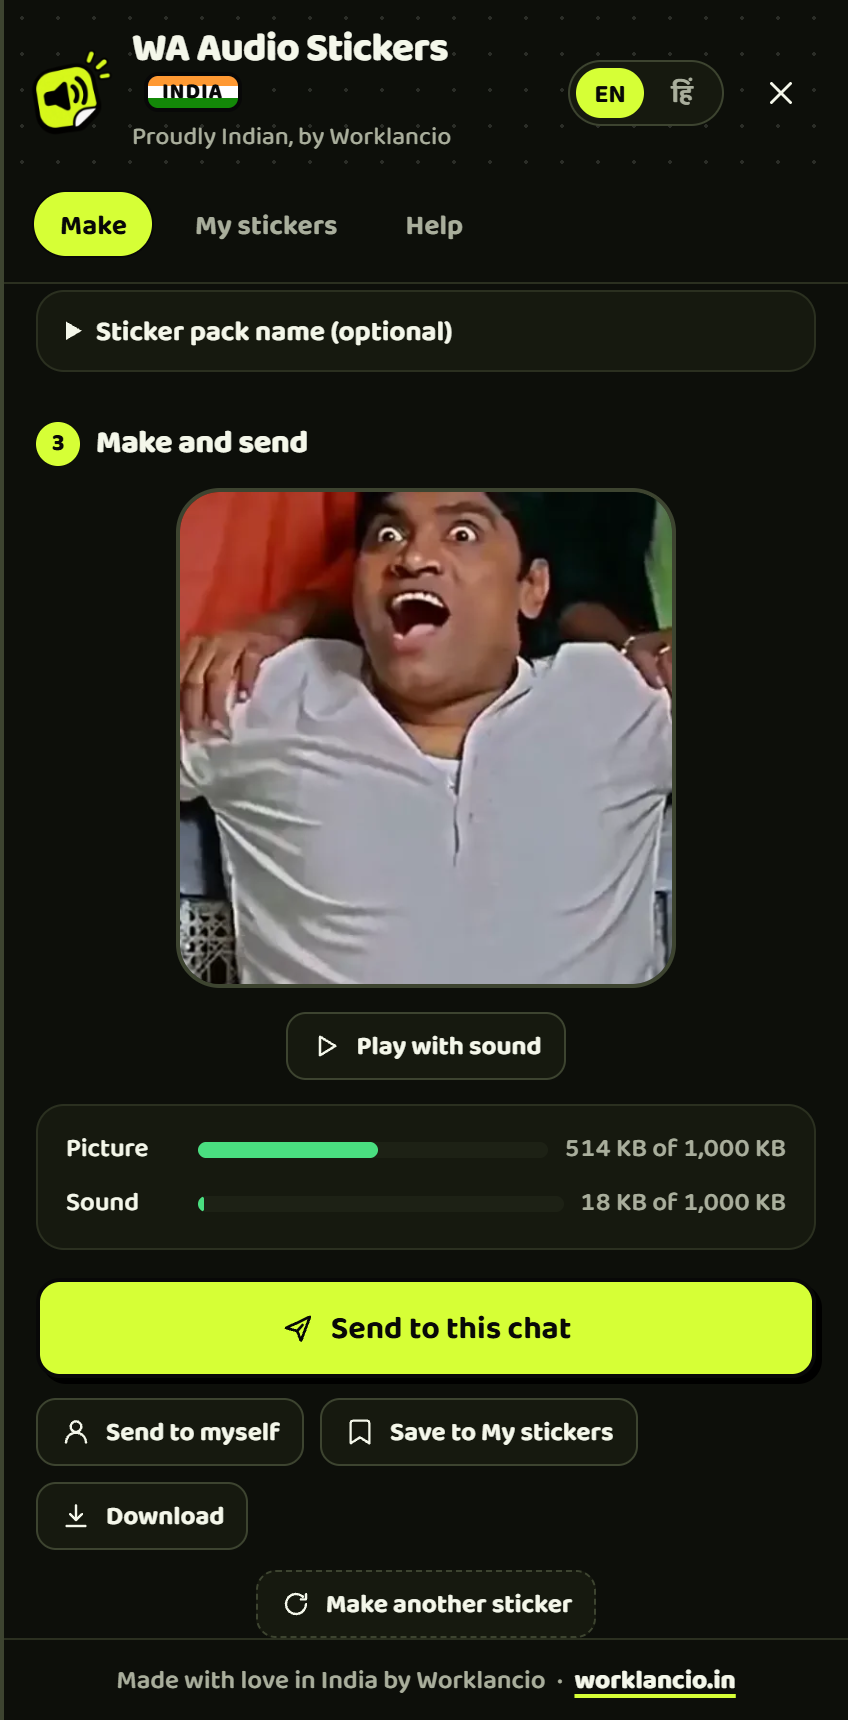 WA Audio Stickers
INDIA
Proudly Indian, by Worklancio
EN
हिं
Make
My stickers
Help
Sticker pack name (optional)
3
Make and send
Play with sound
Picture
514 KB of 1,000 KB
Sound
18 KB of 1,000 KB
Send to this chat
Send to myself
Save to My stickers
Download
Make another sticker
Made with love in India by Worklancio · worklancio.in